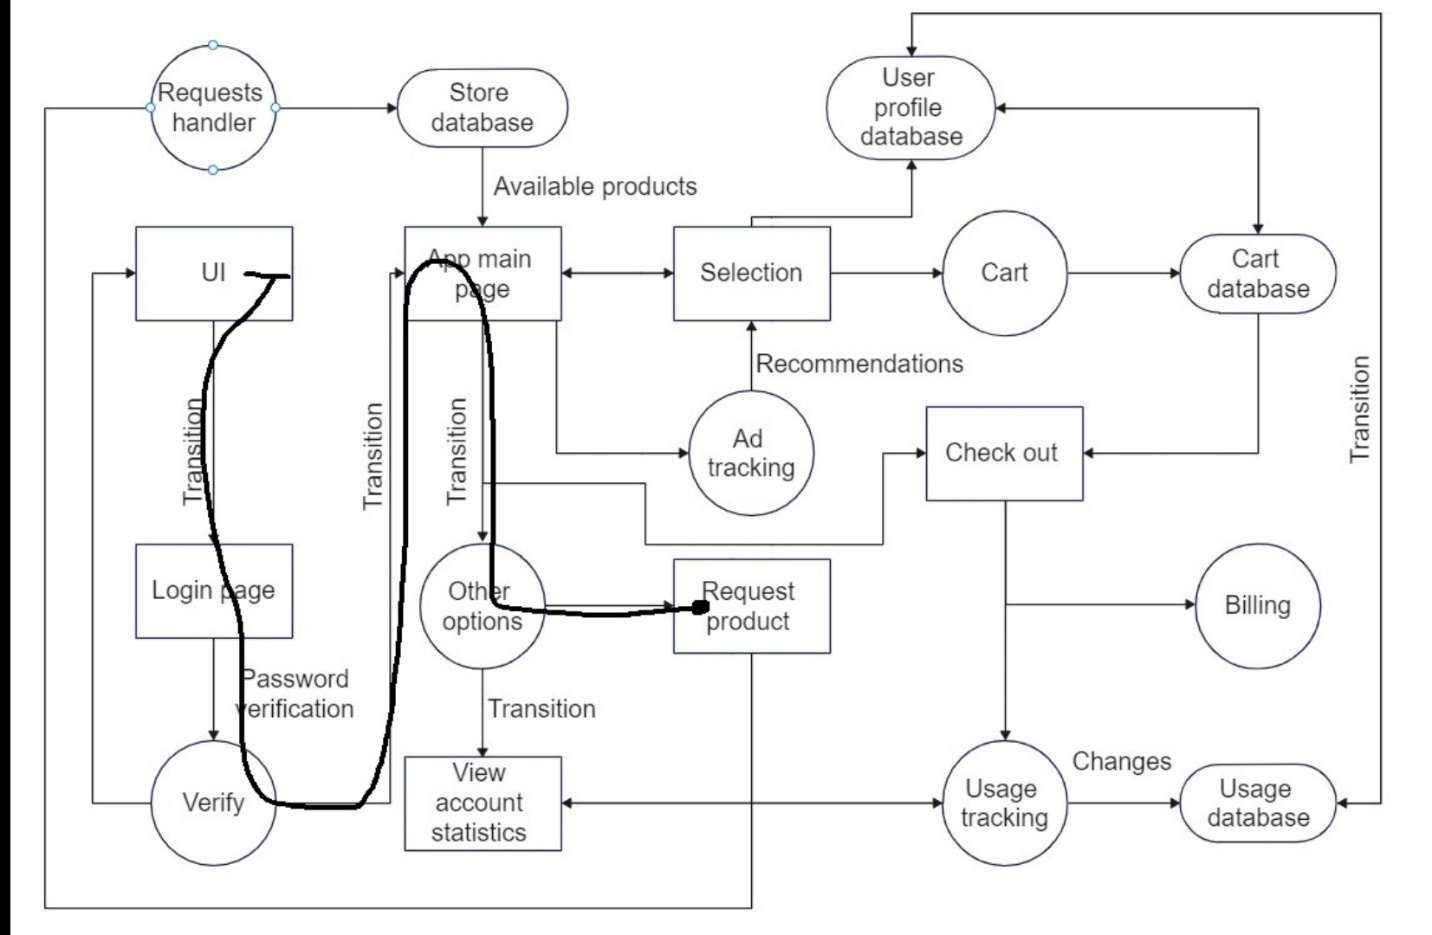 Requests
handler
Store
database
User
profile
database
Available products
UI
App main
page
Selection
Cart
Cart
database
Recommendations
Transition
Transition
Transition
Ad
tracking
Check out
Transition
Login page
Other
options
Request
product
Billing
Password
verification
Transition
Verify
View
account
statistics
Usage
tracking
Changes
Usage
database